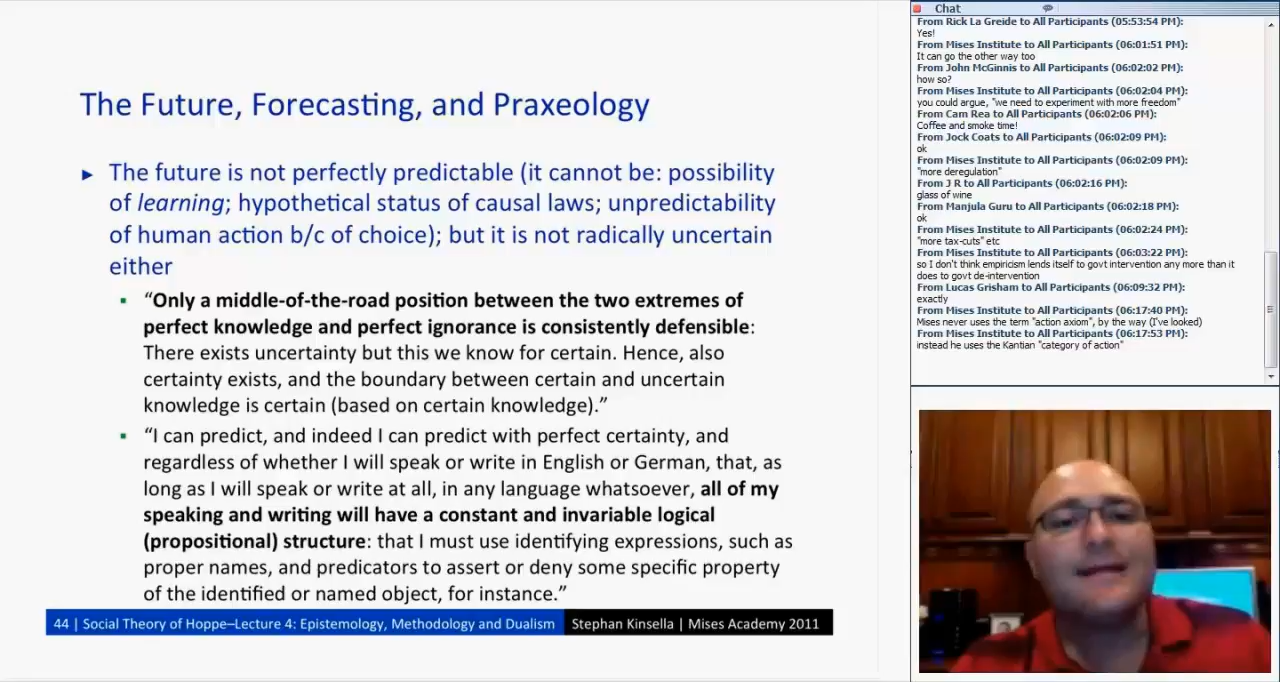 The Future, Forecasting, and Praxeology
► The future is not perfectly predictable (it cannot be: possibility
of learning; hypothetical status of causal laws; unpredictability
of human action b/c of choice); but it is not radically uncertain
either
▪ “Only a middle-of-the-road position between the two extremes of
perfect knowledge and perfect ignorance is consistently defensible:
There exists uncertainty but this we know for certain. Hence, also
certainty exists, and the boundary between certain and uncertain
knowledge is certain (based on certain knowledge).”
▪ “I can predict, and indeed I can predict with perfect certainty, and
regardless of whether I will speak or write in English or German, that, as
long as I will speak or write at all, in any language whatsoever, all of my
speaking and writing will have a constant and invariable logical
(propositional) structure: that I must use identifying expressions, such as
proper names, and predicators to assert or deny some specific property
of the identified or named object, for instance.”
44 | Social Theory of Hoppe–Lecture 4: Epistemology, Methodology and Dualism Stephan Kinsella | Mises Academy 2011
Chat
From Rick La Greide to All Participants (05:53:54 PM):
Yes!
From Mises Institute to All Participants (06:01:51 PM):
It can go the other way too
From John McGinnis to All Participants (06:02:02 PM):
how so?
From Mises Institute to All Participants (06:02:04 PM):
you could argue, "we need to experiment with more freedom"
From Cam Rea to All Participants (06:02:06 PM):
Coffee and smoke time!
From Jock Coats to All Participants (06:02:09 PM):
ok
From Mises Institute to All Participants (06:02:09 PM):
"more deregulation"
From J R to All Participants (06:02:16 PM):
glass of wine
From Manjula Guru to All Participants (06:02:18 PM):
ok
From Mises Institute to All Participants (06:02:24 PM):
"more tax-cuts" etc
From Mises Institute to All Participants (06:03:22 PM):
so I don't think empiricism lends itself to govt intervention any more than it
does to govt de-intervention
From Lucas Grisham to All Participants (06:09:32 PM):
exactly
From Mises Institute to All Participants (06:17:40 PM):
Mises never uses the term "action axiom", by the way (I've looked)
From Mises Institute to All Participants (06:17:53 PM):
instead he uses the Kantian "category of action"